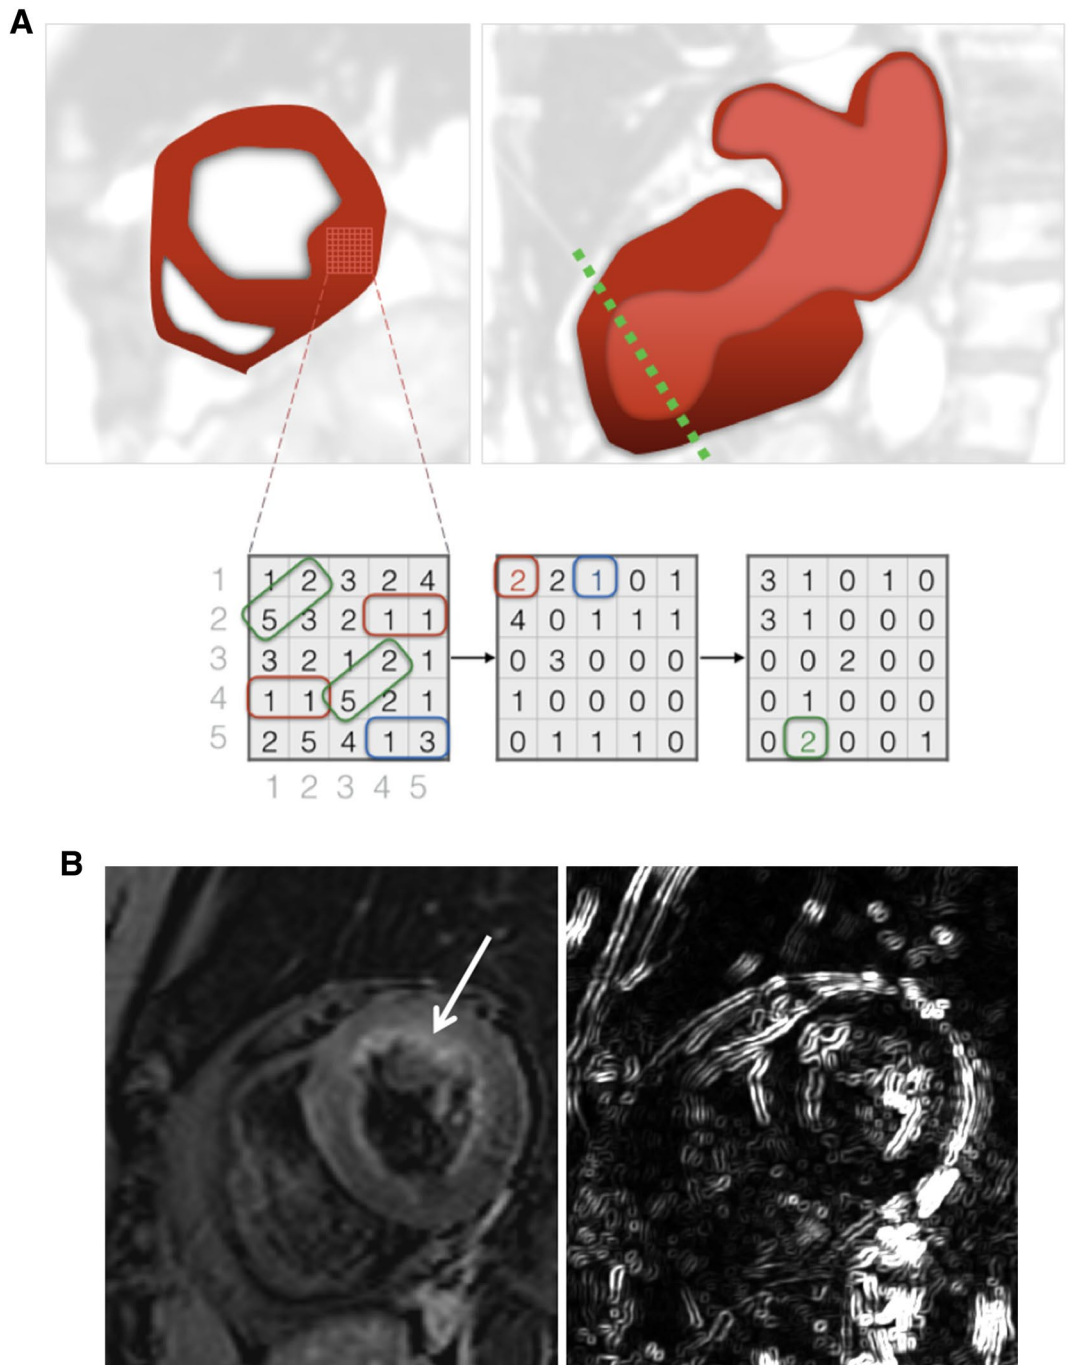 A
1 1 2 3 2 4 2 2 1 0 1 3 1 0 1 0
2 5 3 2 1 1 4 0 1 1 1 3 1 0 0 0
3 3 2 1 2 1 0 3 0 0 0 0 0 2 0 0
4 1 1 5 2 1 1 0 0 0 0 0 1 0 0 0
5 2 5 4 1 3 0 1 1 1 0 0 2 0 0 1
1 2 3 4 5
B